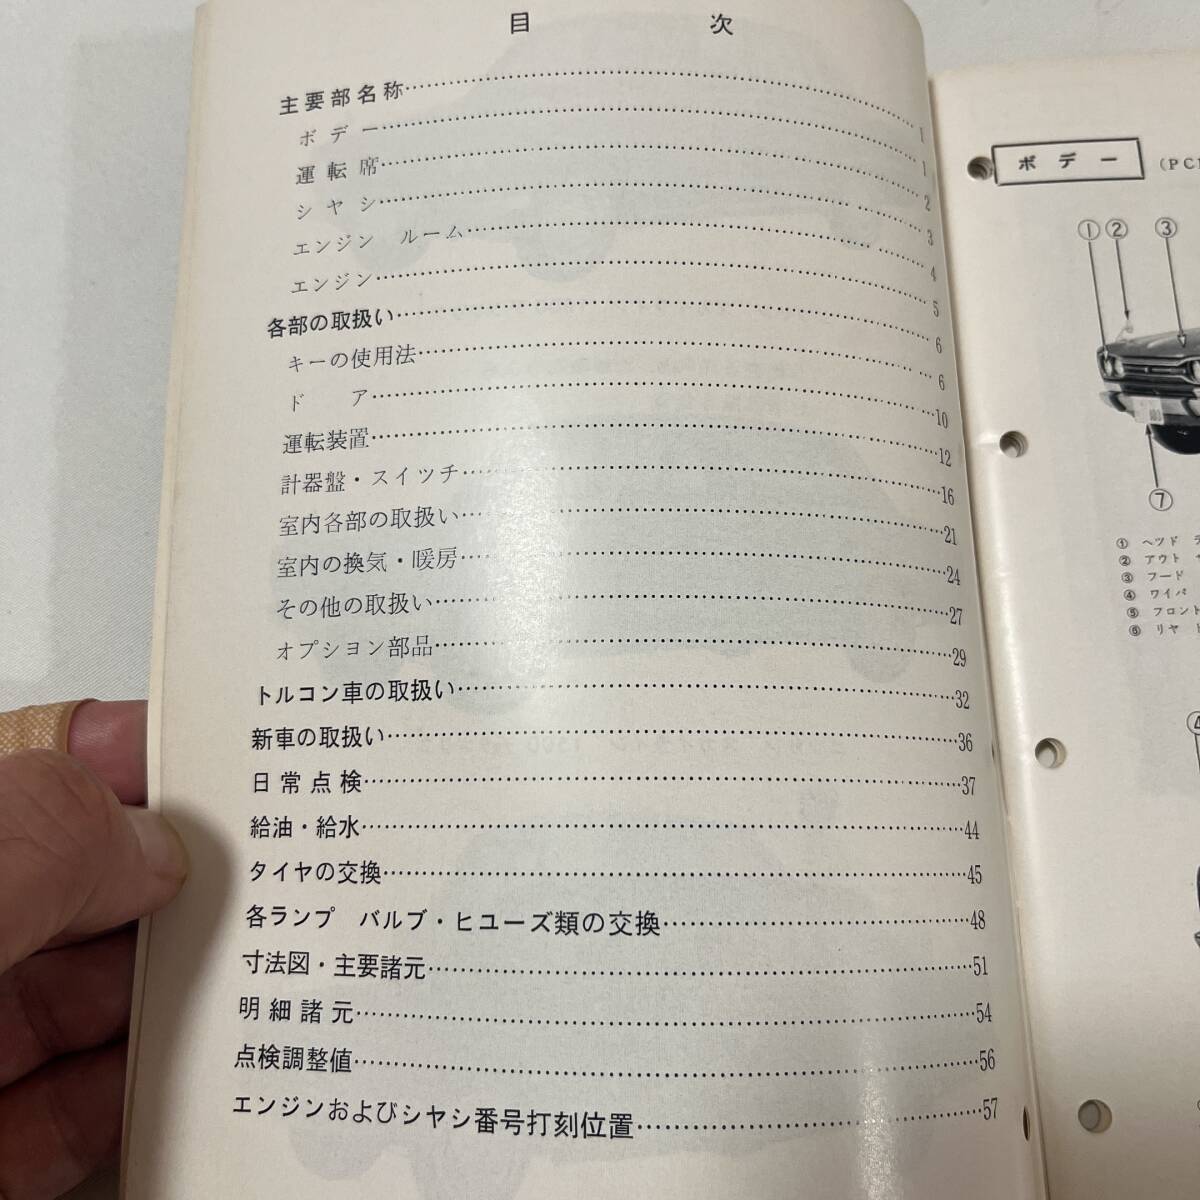 目 次
主要部名称 1
ボデー 1
運転席 2
シヤシ 3
エンジン ルーム 4
エンジン 5
各部の取扱い 6
キーの使用法 6
ドア 10
運転装置 12
計器盤・スイツチ 16
室内各部の取扱い 21
室内の換気・暖房 24
その他の取扱い 27
オプション部品 29
トルコン車の取扱い 32
新車の取扱い 36
日常点検 37
給油・給水 44
タイヤの交換 45
各ランプ バルブ・ヒユーズ類の交換 48
寸法図・主要諸元 51
明細諸元 54
点検調整値 56
エンジンおよびシヤシ番号打刻位置 57
ボデー (PC
① ② ③
⑦
① ヘツド
② アウト
③ フード
④ ワイパ
⑤ フロント
⑥ リヤ
④